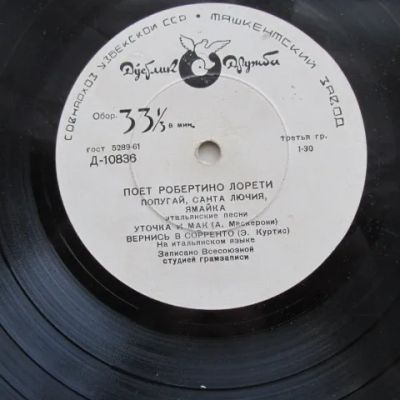 СОВНАРХОЗ УЗБЕКСКОЙ ССР • ТАШКЕНТСКИЙ ЗАВОД
Дўстлик Дружба
Обор. 33⅓ в мин.
ГОСТ 5289-61
Третья гр.
Д-10836
1-30
ПОЕТ РОБЕРТИНО ЛОРЕТИ
ПОПУГАЙ, САНТА ЛЮЧИЯ,
ЯМАЙКА
итальянские песни
УТОЧКА И МАК (А. Маскерони)
ВЕРНИСЬ В СОРРЕНТО (Э. Куртис)
На итальянском языке
Записано Всесоюзной
студией грамзаписи